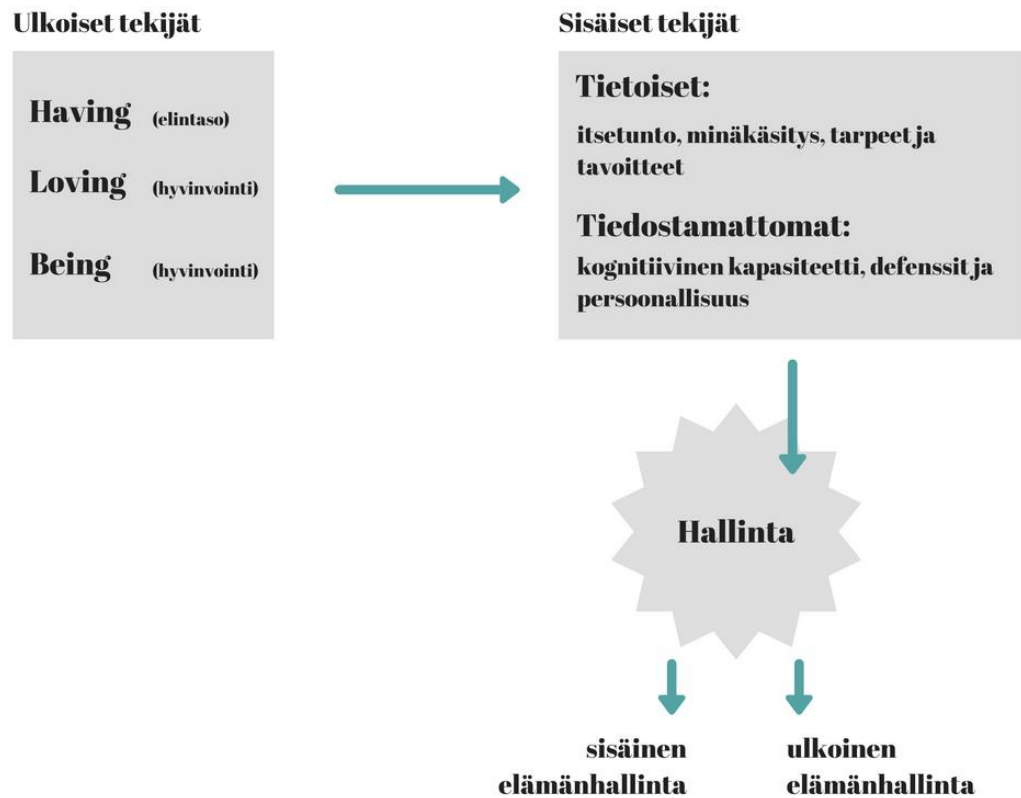 Ulkoiset tekijät
Having (elintaso)
Loving (hyvinvointi)
Being (hyvinvointi)
Sisäiset tekijät
Tietoiset:
itsetunto, minäkäsitys, tarpeet ja
tavoitteet
Tiedostamattomat:
kognitiivinen kapasiteetti, defenssit ja
persoonallisuus
Hallinta
sisäinen
elämänhallinta
ulkoinen
elämänhallinta